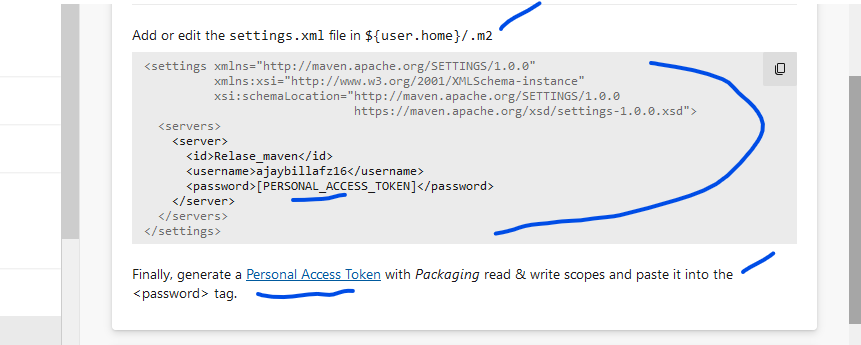 Add or edit the settings.xml file in ${user.home}/.m2
<settings xmlns="http://maven.apache.org/SETTINGS/1.0.0"
xmlns:xsi="http://www.w3.org/2001/XMLSchema-instance"
xsi:schemaLocation="http://maven.apache.org/SETTINGS/1.0.0
https://maven.apache.org/xsd/settings-1.0.0.xsd">
<servers>
<server>
<id>Relase_maven</id>
<username>ajaybillafz16</username>
<password>[PERSONAL_ACCESS_TOKEN]</password>
</server>
</servers>
</settings>
Finally, generate a Personal Access Token with Packaging read & write scopes and paste it into the
<password> tag.